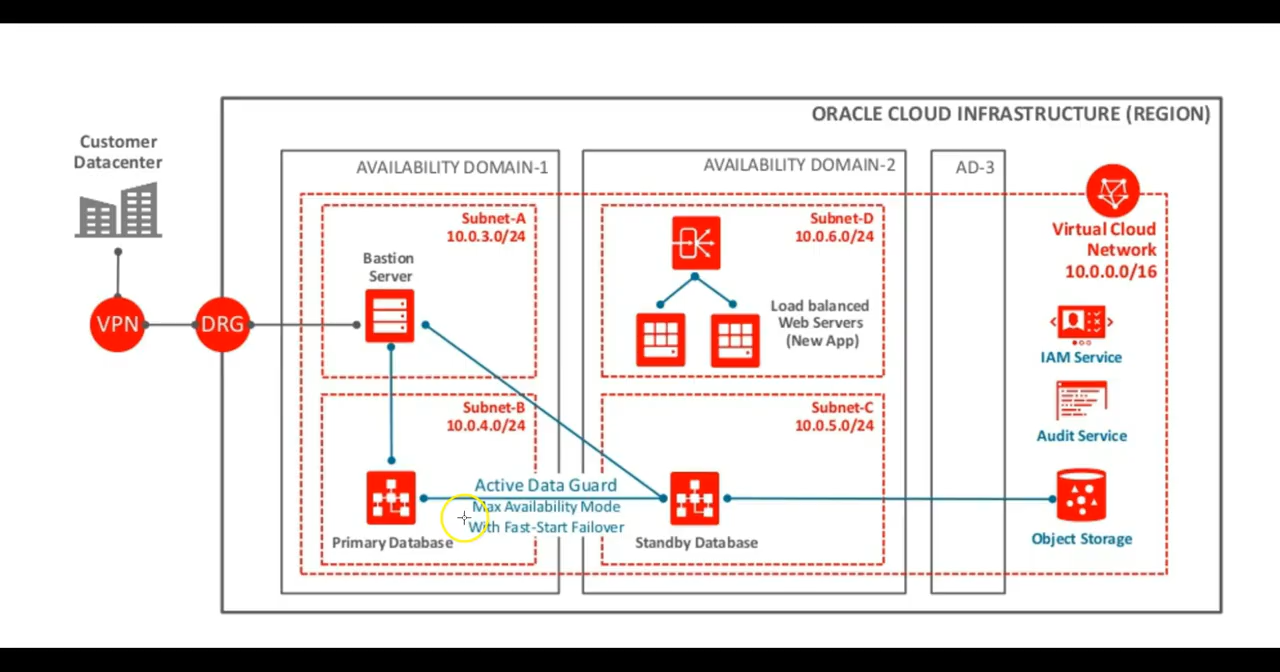 ORACLE CLOUD INFRASTRUCTURE (REGION)
Customer
Datacenter
VPN
DRG
AVAILABILITY DOMAIN-1
Subnet-A
10.0.3.0/24
Bastion
Server
Subnet-B
10.0.4.0/24
Primary Database
Active Data Guard
Max Availability Mode
With Fast-Start Failover
AVAILABILITY DOMAIN-2
Subnet-D
10.0.6.0/24
Load balanced
Web Servers
(New App)
Subnet-C
10.0.5.0/24
Standby Database
AD-3
Virtual Cloud
Network
10.0.0.0/16
IAM Service
Audit Service
Object Storage